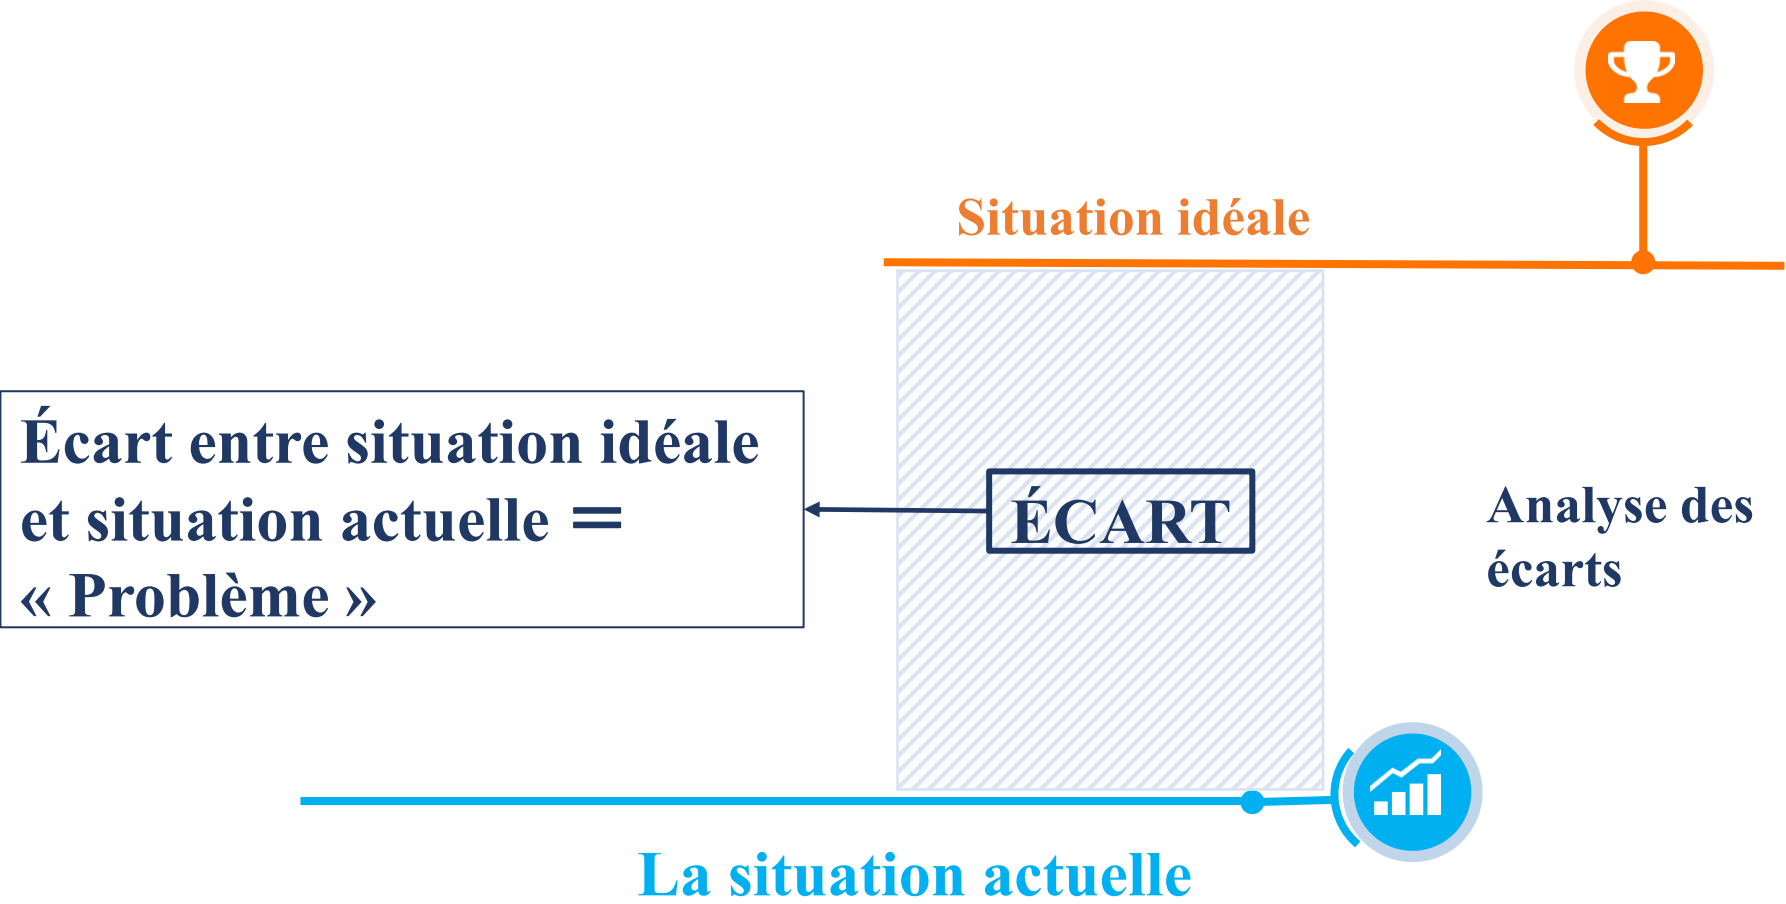 Situation idéale
Écart entre situation idéale
et situation actuelle =
« Problème »
ÉCART
Analyse des
écarts
La situation actuelle